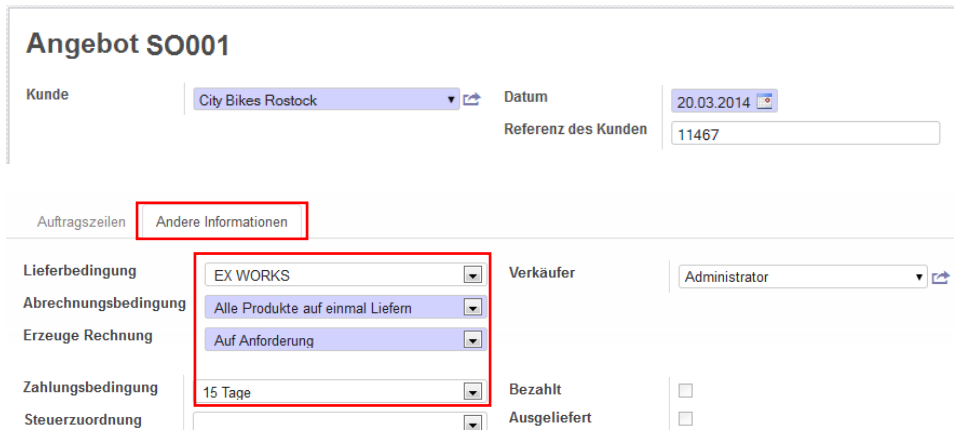 Angebot SO001
Kunde City Bikes Rostock Datum 20.03.2014
Referenz des Kunden 11467
Auftragszeilen Andere Informationen
Lieferbedingung EX WORKS Verkäufer Administrator
Abrechnungsbedingung Alle Produkte auf einmal Liefern
Erzeuge Rechnung Auf Anforderung
Zahlungsbedingung 15 Tage Bezahlt
Steuerzuordnung Ausgeliefert